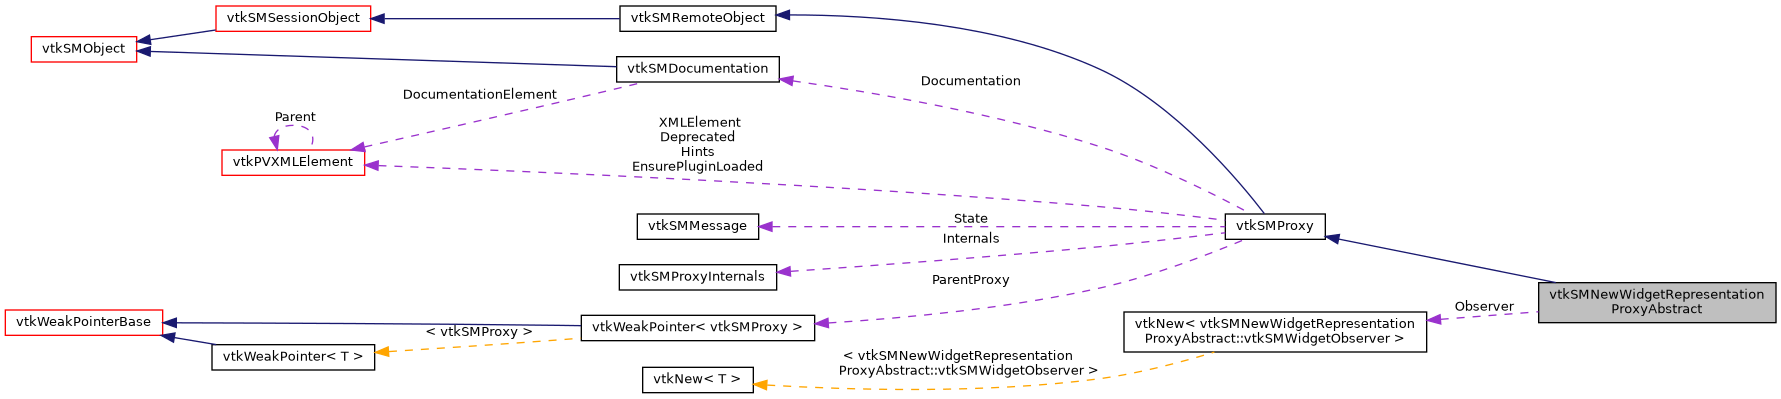 vtkSMSessionObject
vtkSMRemoteObject
vtkSMObject
vtkSMDocumentation
Documentation
DocumentationElement
Parent
XMLElement
Deprecated
Hints
EnsurePluginLoaded
vtkPVXMLElement
vtkSMMessage
State
vtkSMProxy
Internals
vtkSMProxyInternals
ParentProxy
vtkSMNewWidgetRepresentation
ProxyAbstract
Observer
vtkWeakPointerBase
< vtkSMProxy >
vtkWeakPointer< vtkSMProxy >
vtkNew< vtkSMNewWidgetRepresentation
ProxyAbstract::vtkSMWidgetObserver >
vtkWeakPointer< T >
< vtkSMNewWidgetRepresentation
ProxyAbstract::vtkSMWidgetObserver >
vtkNew< T >